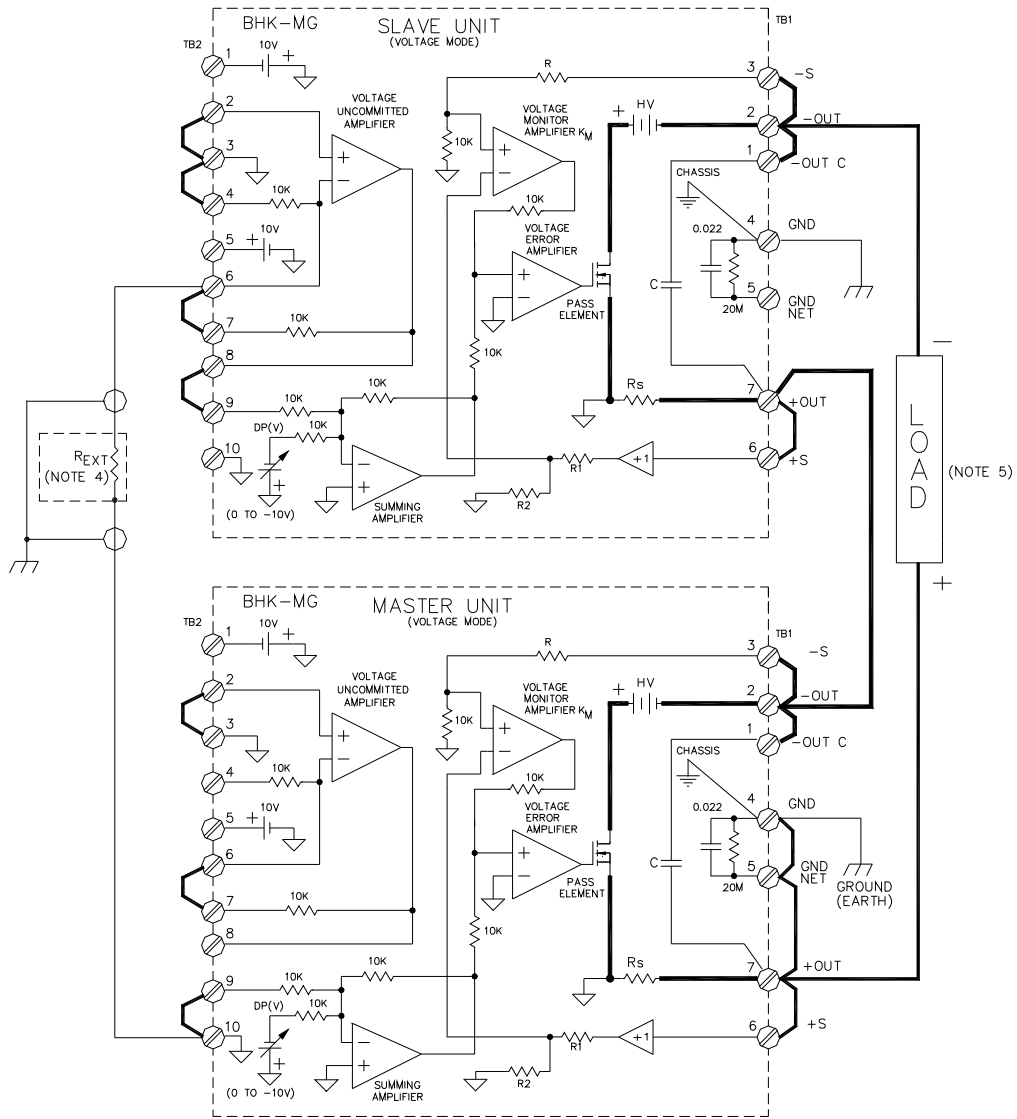 BHK-MG
SLAVE UNIT
(VOLTAGE MODE)
TB1
TB2
1
10V
+
2
3
4
5
6
7
8
9
10
VOLTAGE
UNCOMMITTED
AMPLIFIER
+
−
10K
+
10V
10K
10K
10K
10K
DP(V)
+
(0 TO -10V)
−
+
SUMMING
AMPLIFIER
R
10K
VOLTAGE
MONITOR
AMPLIFIER KM
+
−
10K
VOLTAGE
ERROR
AMPLIFIER
+
−
10K
+
HV
PASS
ELEMENT
C
Rs
+1
R1
R2
CHASSIS
0.022
20M
3
-S
2
-OUT
1
-OUT C
4
GND
5
GND
NET
7
+OUT
6
+S
REXT
(NOTE 4)
−
LOAD
(NOTE 5)
+
BHK-MG
MASTER UNIT
(VOLTAGE MODE)
TB1
TB2
1
10V
+
2
3
4
5
6
7
8
9
10
VOLTAGE
UNCOMMITTED
AMPLIFIER
+
−
10K
+
10V
10K
10K
10K
10K
DP(V)
+
(0 TO -10V)
−
+
SUMMING
AMPLIFIER
R
10K
VOLTAGE
MONITOR
AMPLIFIER KM
+
−
10K
VOLTAGE
ERROR
AMPLIFIER
+
−
10K
+
HV
PASS
ELEMENT
C
Rs
+1
R1
R2
CHASSIS
0.022
20M
3
-S
2
-OUT
1
-OUT C
4
GND
5
GND
NET
GROUND
(EARTH)
7
+OUT
6
+S